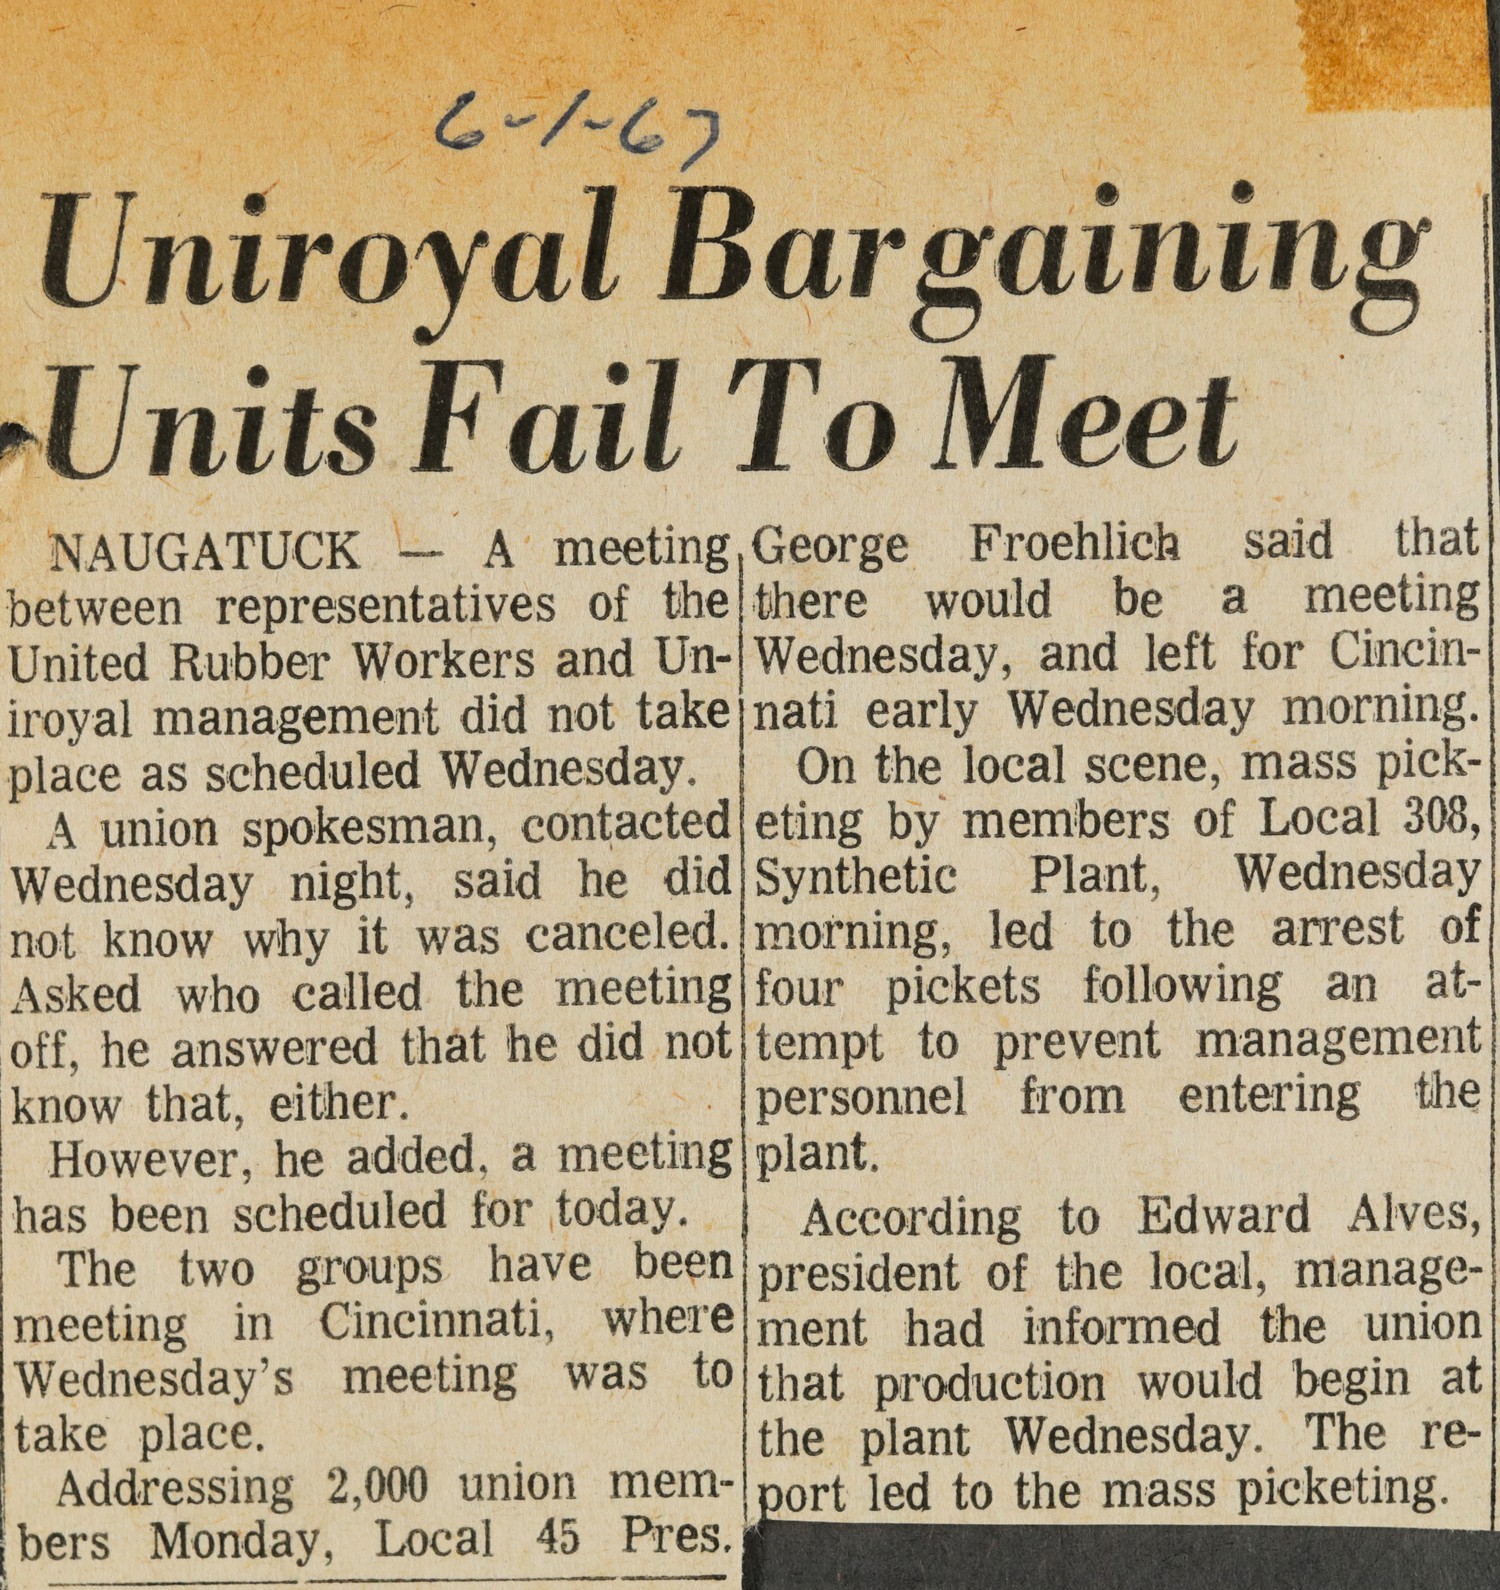 6-1-67
Uniroyal Bargaining
Units Fail To Meet
NAUGATUCK — A meeting
between representatives of the
United Rubber Workers and Un-
iroyal management did not take
place as scheduled Wednesday.
A union spokesman, contacted
Wednesday night, said he did
not know why it was canceled.
Asked who called the meeting
off, he answered that he did not
know that, either.
However, he added, a meeting
has been scheduled for today.
The two groups have been
meeting in Cincinnati, where
Wednesday's meeting was to
take place.
Addressing 2,000 union mem-
bers Monday, Local 45 Pres.
George Froehlich said that
there would be a meeting
Wednesday, and left for Cincin-
nati early Wednesday morning.
On the local scene, mass pick-
eting by members of Local 308,
Synthetic Plant, Wednesday
morning, led to the arrest of
four pickets following an at-
tempt to prevent management
personnel from entering the
plant.
According to Edward Alves,
president of the local, manage-
ment had informed the union
that production would begin at
the plant Wednesday. The re-
port led to the mass picketing.